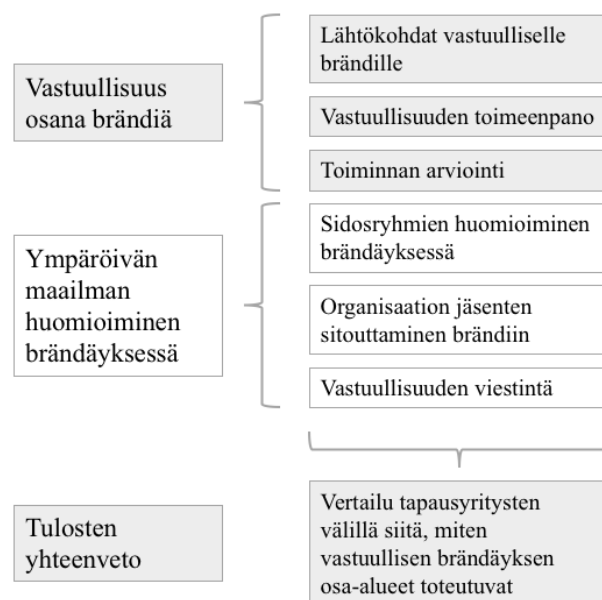 Vastuullisuus
osana brändiä
Lähtökohdat vastuulliselle
brändille
Vastuullisuuden toimeenpano
Toiminnan arviointi
Ympäröivän
maailman
huomioiminen
brändäyksessä
Sidosryhmien huomioiminen
brändäyksessä
Organisaation jäsenten
sitouttaminen brändiin
Vastuullisuuden viestintä
Tulosten
yhteenveto
Vertailu tapausyritysten
välillä siitä, miten
vastuullisen brändäyksen
osa-alueet toteutuvat